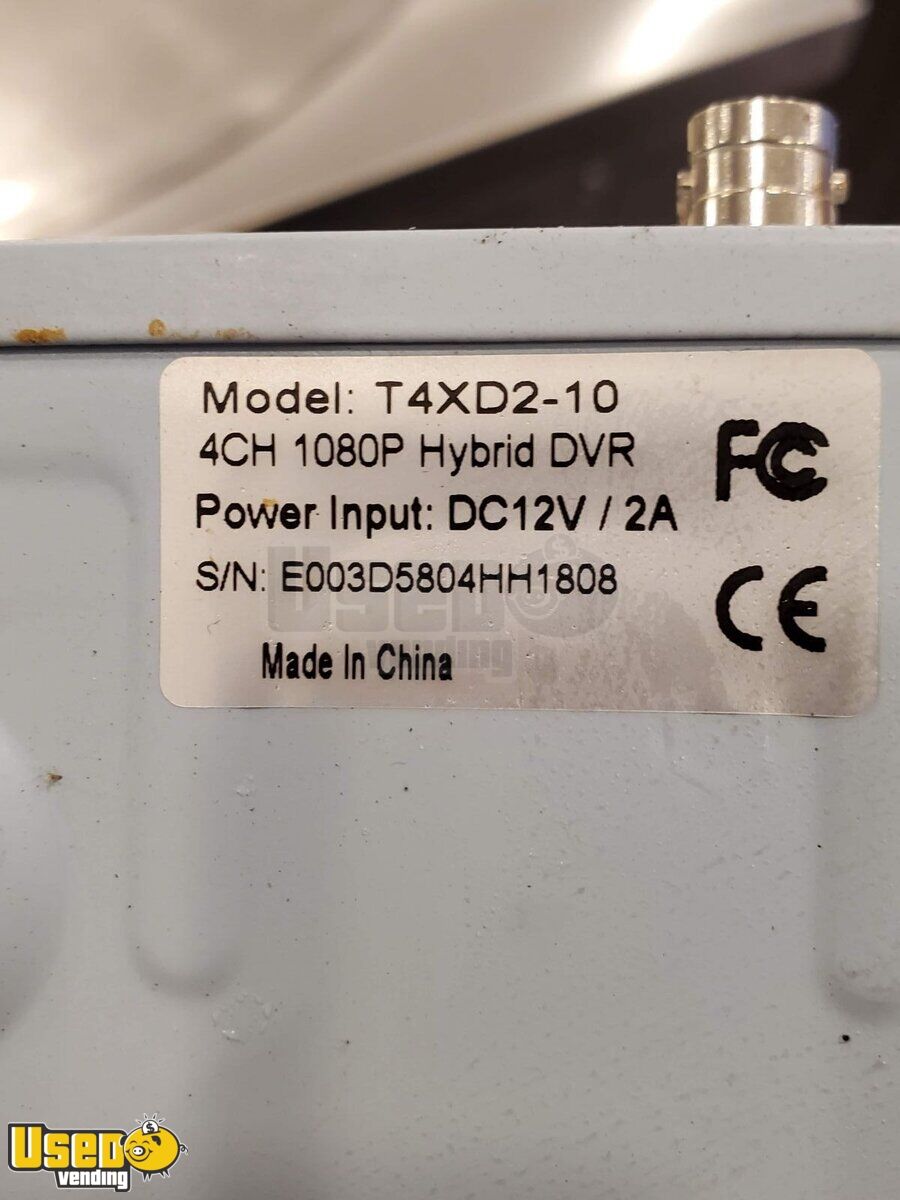 Model: T4XD2-10
4CH 1080P Hybrid DVR
FC
Power Input: DC12V / 2A
S/N: E003D5804HH1808
CE
Made In China
Used
vending
Used
vending